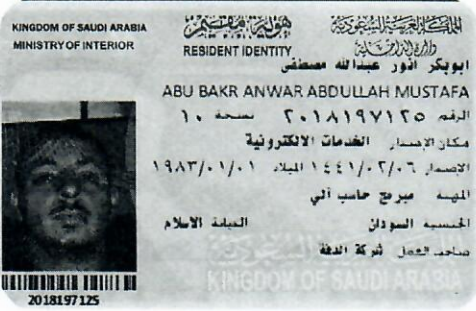 KINGDOM OF SAUDI ARABIA
MINISTRY OF INTERIOR
هوية مقيم
RESIDENT IDENTITY
المملكة العربية السعودية
وزارة الداخلية
ابوبكر انور عبدالله مصطفى
ABU BAKR ANWAR ABDULLAH MUSTAFA
الرقم ٢٠١٨١٩٧١٢٥ نسخة ١٠
مكان الإصدار الخدمات الالكترونية
الإصدار ١٤٤١/٠٢/٠٦ الميلاد ١٩٨٣/٠١/٠١
المهنة مبرمج حاسب آلي
الجنسية السودان الديانة الاسلام
صاحب العمل شركة الدقة
KINGDOM OF SAUDI ARABIA
2018197125